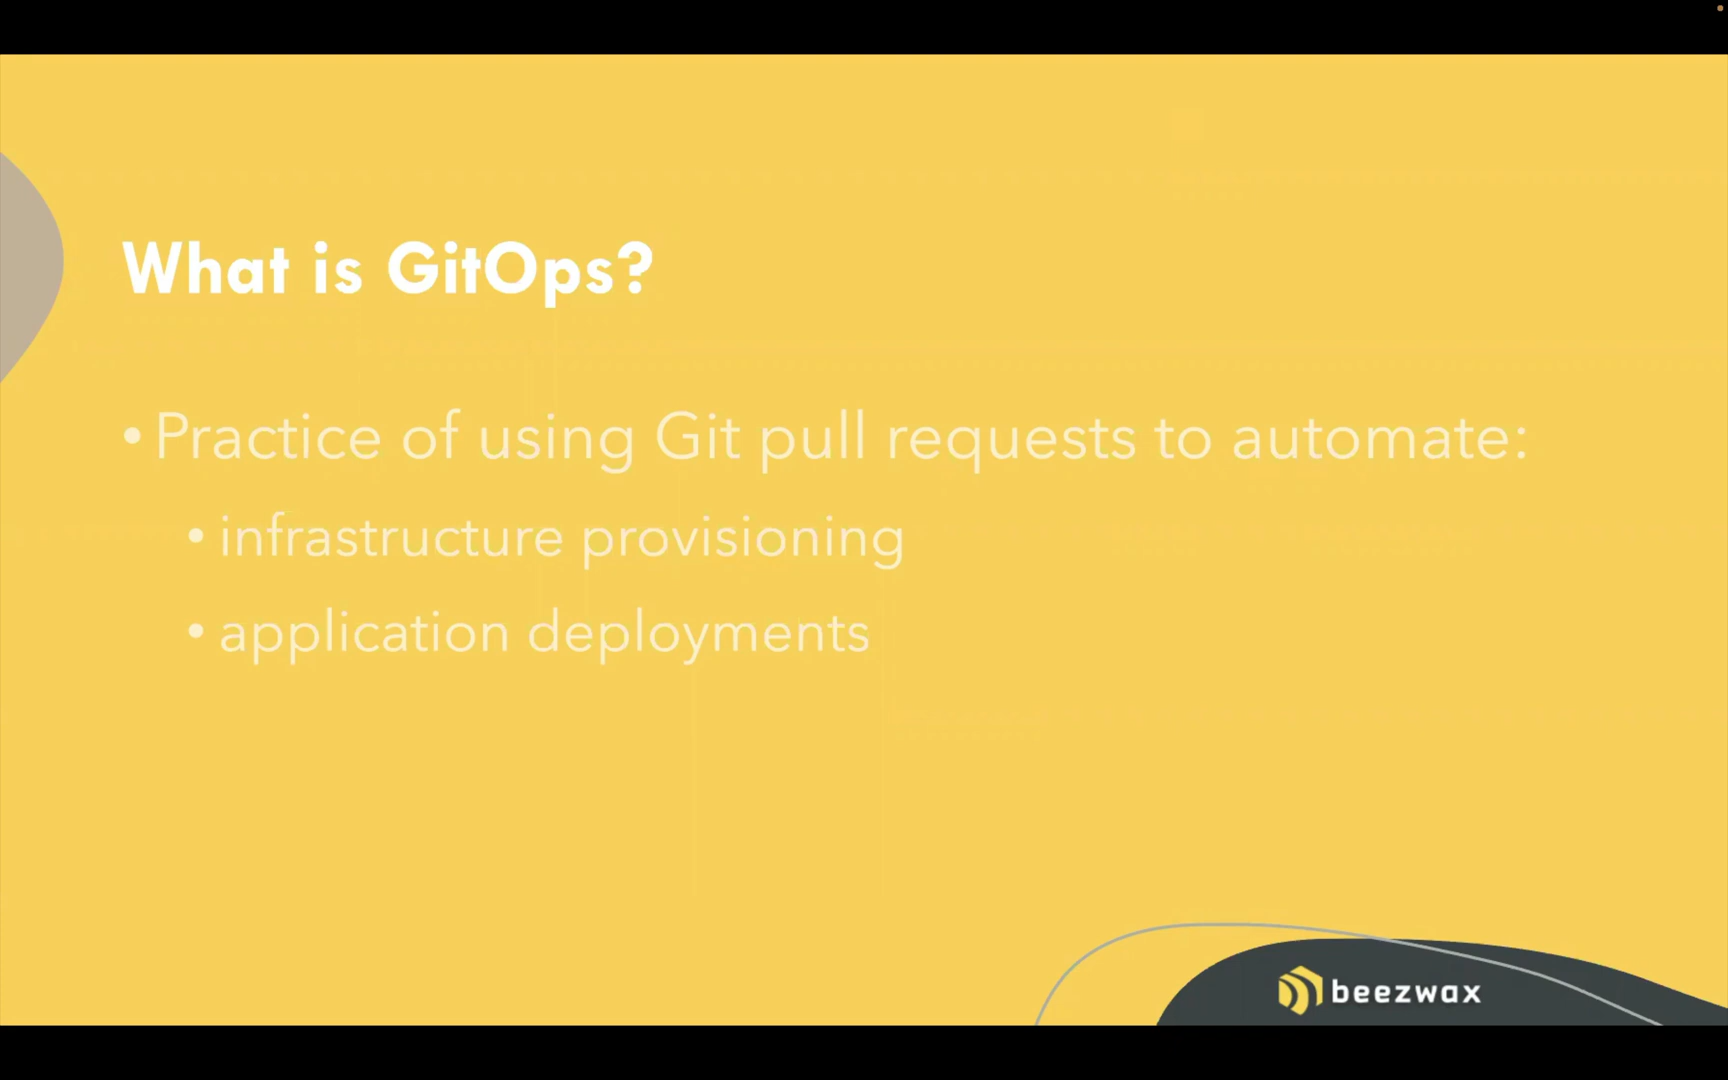 What is GitOps?
• Practice of using Git pull requests to automate:
• infrastructure provisioning
• application deployments
beezwax